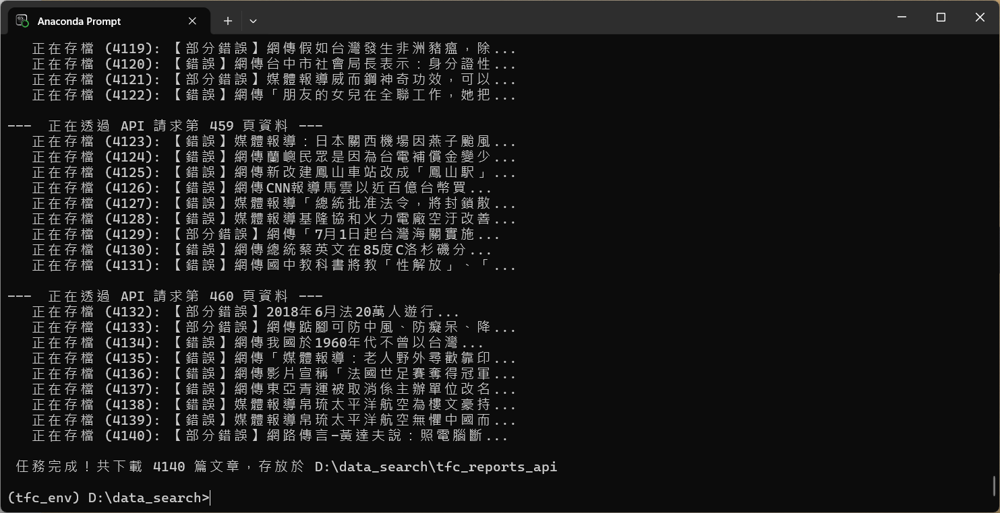 Anaconda Prompt
正在存檔 (4119): 【部分錯誤】網傳假如台灣發生非洲豬瘟，除...
正在存檔 (4120): 【錯誤】網傳台中市社會局長表示：身分證性...
正在存檔 (4121): 【部分錯誤】媒體報導威而鋼神奇功效，可以...
正在存檔 (4122): 【錯誤】網傳「朋友的女兒在全聯工作，她把...
--- 正在透過 API 請求第 459 頁資料 ---
正在存檔 (4123): 【錯誤】媒體報導：日本關西機場因燕子颱風...
正在存檔 (4124): 【錯誤】網傳蘭嶼民眾是因為台電補償金變少...
正在存檔 (4125): 【錯誤】網傳新改建鳳山車站改成「鳳山駅」...
正在存檔 (4126): 【錯誤】網傳CNN報導馬雲以近百億台幣買...
正在存檔 (4127): 【錯誤】媒體報導「總統批准法令，將封鎖散...
正在存檔 (4128): 【錯誤】媒體報導基隆協和火力電廠空汙改善...
正在存檔 (4129): 【部分錯誤】網傳「7月1日起台灣海關實施...
正在存檔 (4130): 【錯誤】網傳總統蔡英文在85度C洛杉磯分...
正在存檔 (4131): 【錯誤】網傳國中教科書將教「性解放」、「...
--- 正在透過 API 請求第 460 頁資料 ---
正在存檔 (4132): 【部分錯誤】2018年6月法20萬人遊行...
正在存檔 (4133): 【部分錯誤】網傳踮腳可防中風、防癡呆、降...
正在存檔 (4134): 【錯誤】網傳我國於1960年代不曾以台灣...
正在存檔 (4135): 【錯誤】網傳「媒體報導：老人野外尋歡靠印...
正在存檔 (4136): 【錯誤】網傳影片宣稱「法國世足賽奪得冠軍...
正在存檔 (4137): 【錯誤】網傳東亞青運被取消係主辦單位改名...
正在存檔 (4138): 【錯誤】媒體報導帛琉太平洋航空為樓文豪持...
正在存檔 (4139): 【錯誤】媒體報導帛琉太平洋航空無懼中國而...
正在存檔 (4140): 【部分錯誤】網路傳言-黃達夫說：照電腦斷...
任務完成！共下載 4140 篇文章，存放於 D:\data_search\tfc_reports_api
(tfc_env) D:\data_search>